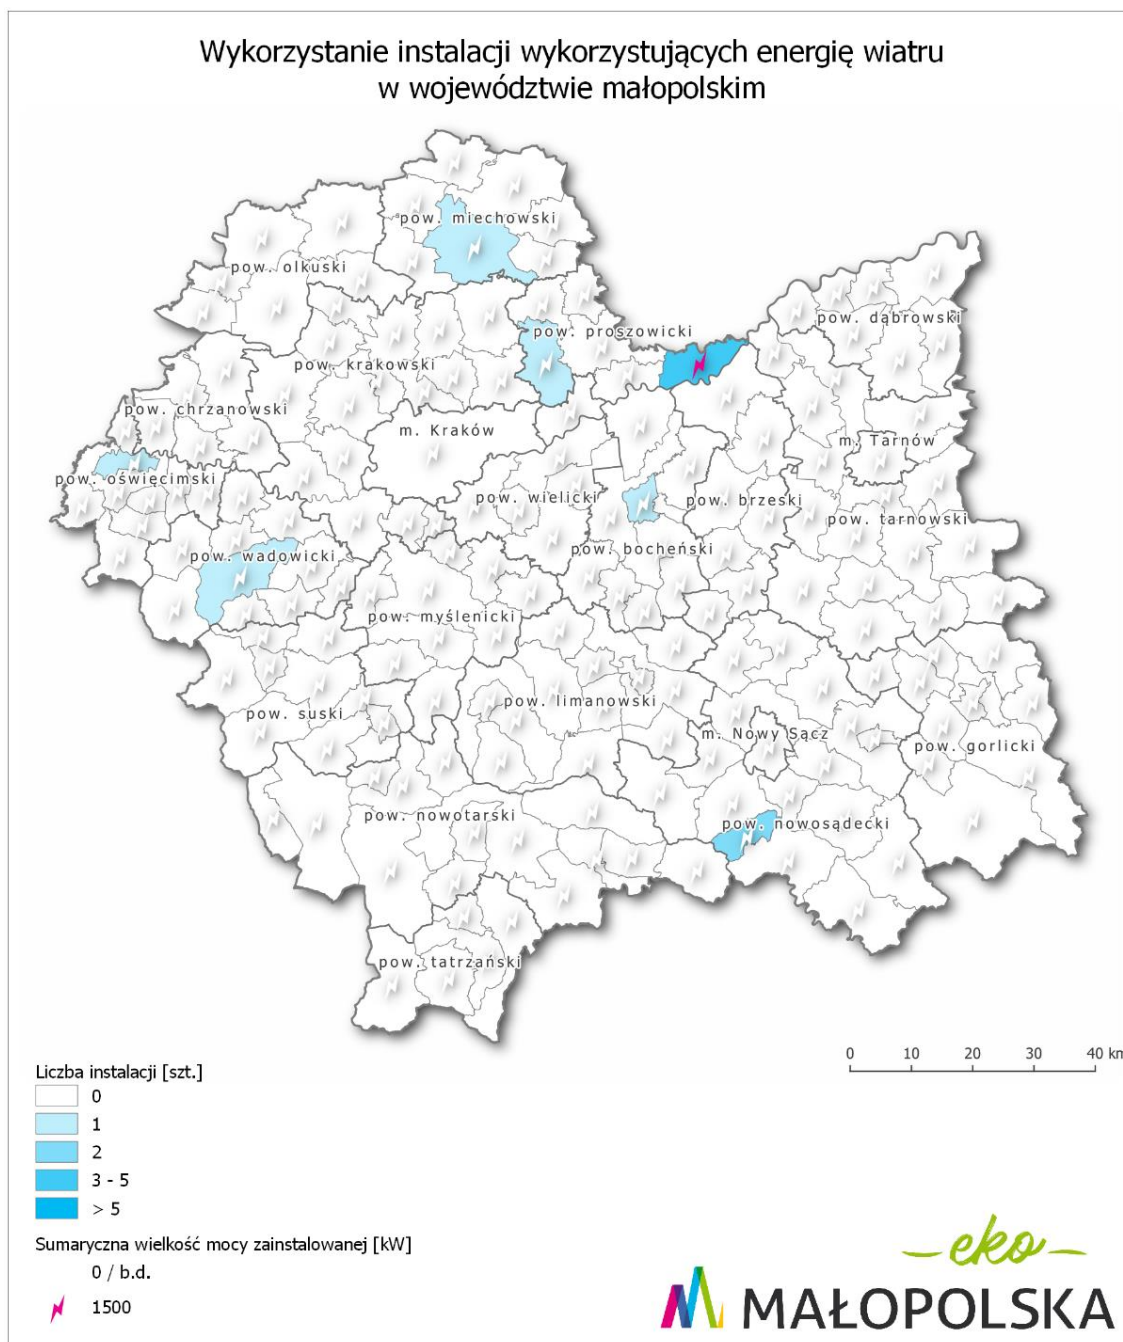 Wykorzystanie instalacji wykorzystujących energię wiatru
w województwie małopolskim
pow. miechowski
pow. olkuski
pow. proszowicki
pow. dąbrowski
pow. krakowski
pow. chrzanowski
m. Kraków
m. Tarnów
pow. oświęcimski
pow. wielicki
pow. brzeski
pow. tarnowski
pow. wadowicki
pow. bocheński
pow. myślenicki
pow. limanowski
pow. suski
m. Nowy Sącz
pow. gorlicki
pow. nowotarski
pow. nowosądecki
pow. tatrzański
0 10 20 30 40 km
Liczba instalacji [szt.]
0
1
2
3 - 5
> 5
Sumaryczna wielkość mocy zainstalowanej [kW]
0 / b.d.
1500
eko
MAŁOPOLSKA